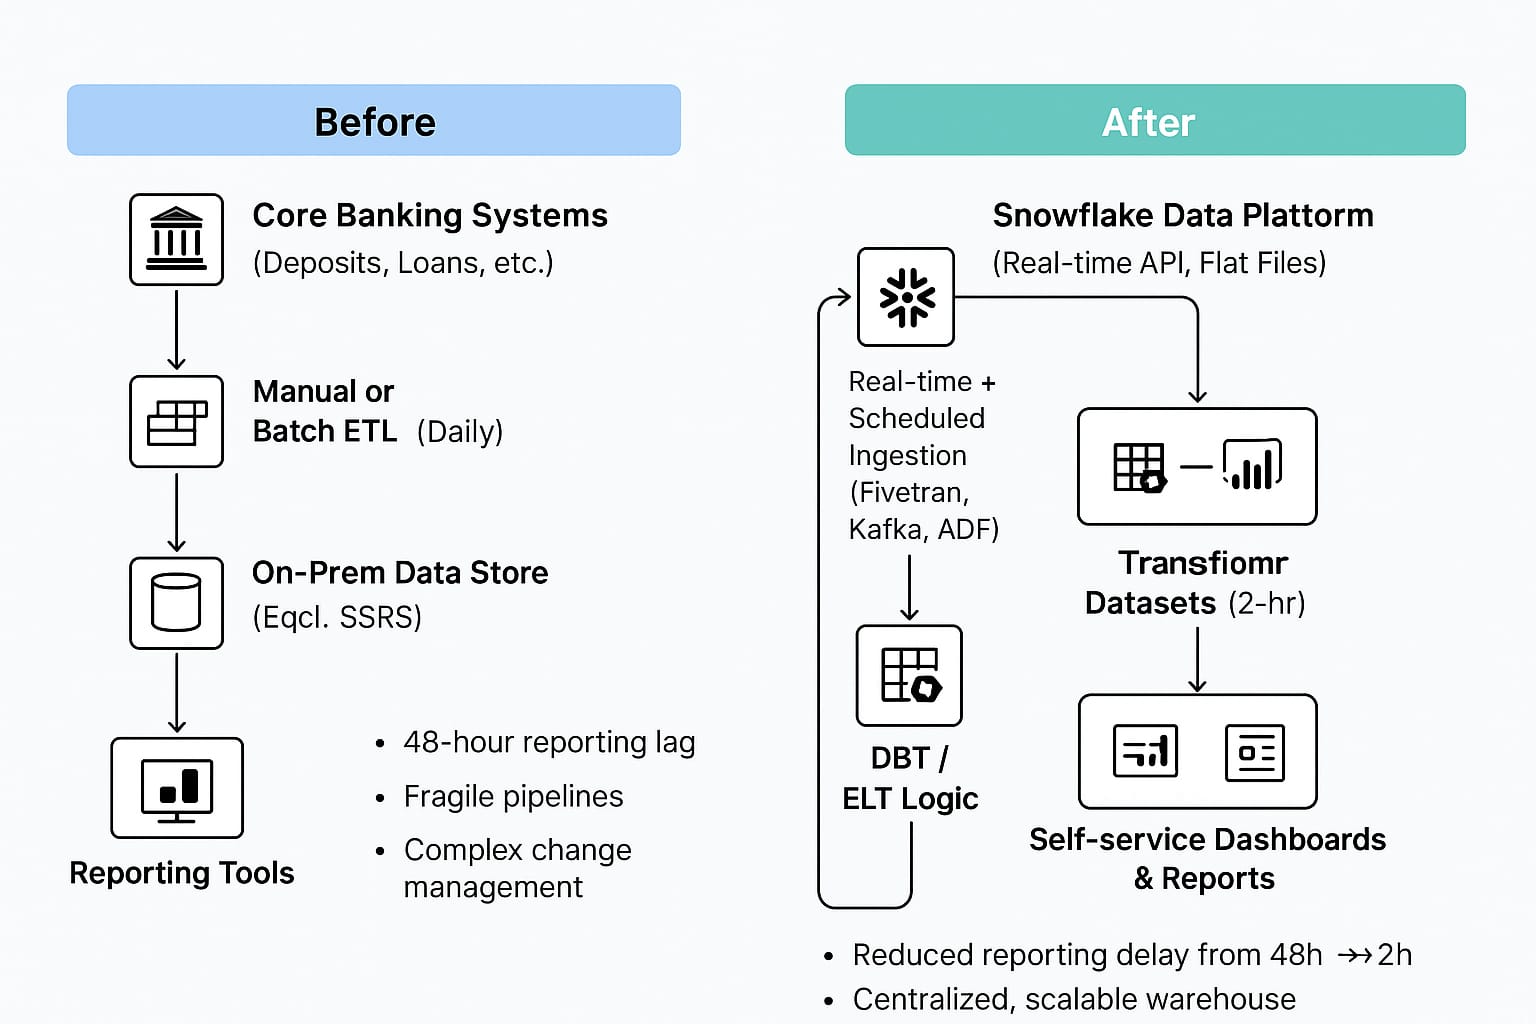 Before
Core Banking Systems
(Deposits, Loans, etc.)
Manual or
Batch ETL (Daily)
On-Prem Data Store
(Eqcl. SSRS)
Reporting Tools
• 48-hour reporting lag
• Fragile pipelines
• Complex change
management
After
Snowflake Data Plattorm
(Real-time API, Flat Files)
Real-time +
Scheduled
Ingestion
(Fivetran,
Kafka, ADF)
DBT /
ELT Logic
Transfiomr
Datasets (2-hr)
Self-service Dashboards
& Reports
• Reduced reporting delay from 48h →→ 2h
• Centralized, scalable warehouse